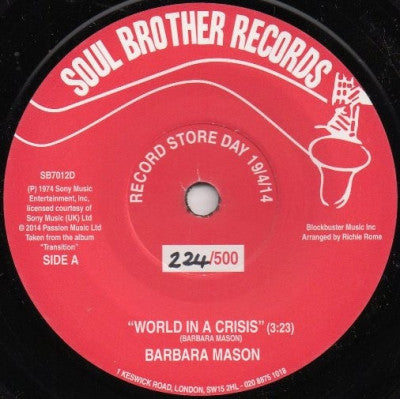 SOUL BROTHER RECORDS
RECORD STORE DAY 19/4/14
SB7012D
(P) 1974 Sony Music
Entertainment, Inc.
licensed courtesy of
Sony Music (UK) Ltd
© 2014 Passion Music Ltd
Taken from the album
"Transition"
SIDE A
Blockbuster Music Inc
Arranged by Richie Rome
224/500
"WORLD IN A CRISIS" (3:23)
(BARBARA MASON)
BARBARA MASON
1 KESWICK ROAD, LONDON, SW15 2HL - 020 8875 1018